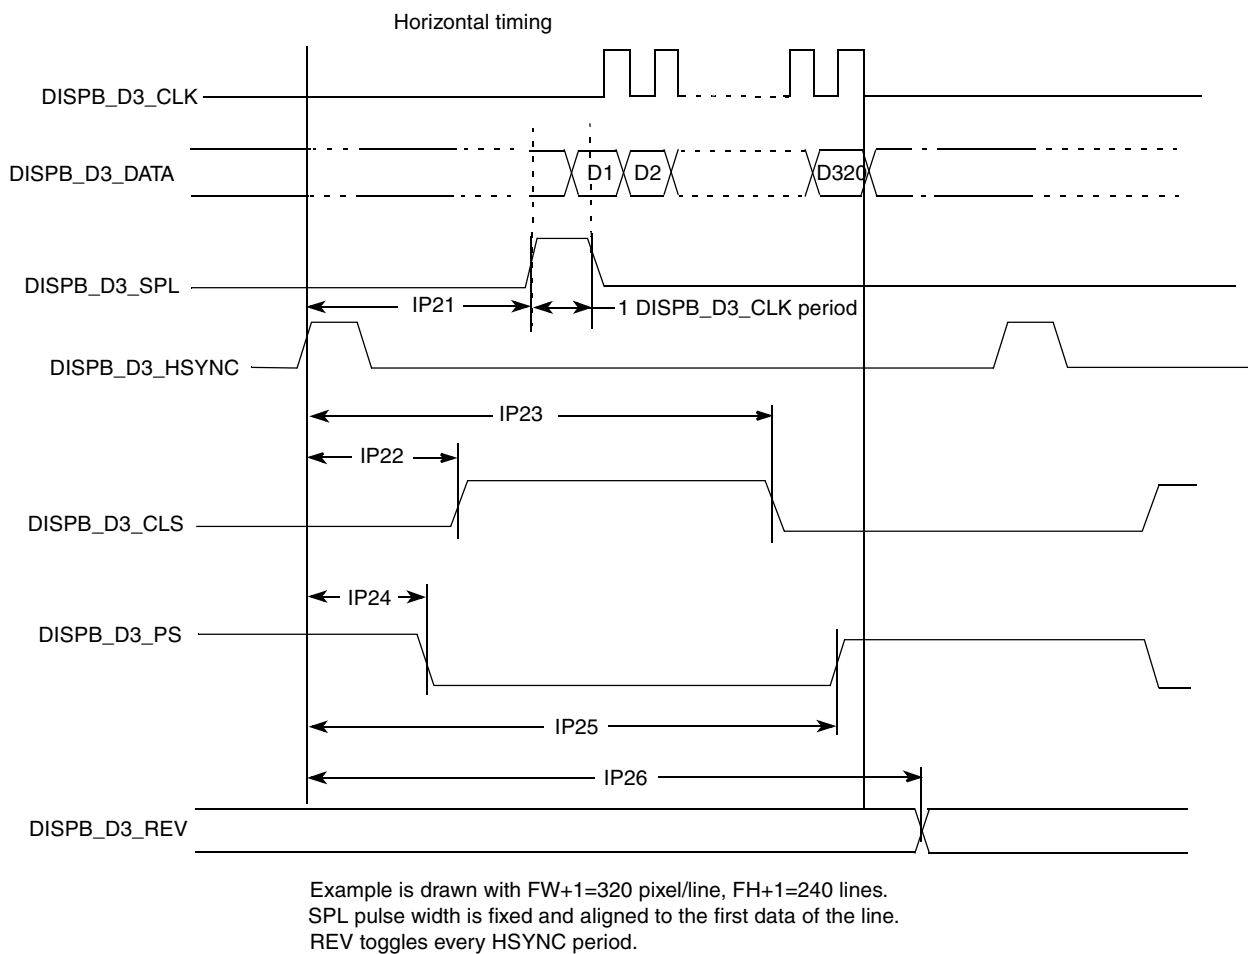 Horizontal timing
DISPB_D3_CLK
DISPB_D3_DATA
D1
D2
D320
DISPB_D3_SPL
IP21
1 DISPB_D3_CLK period
DISPB_D3_HSYNC
IP23
IP22
DISPB_D3_CLS
IP24
DISPB_D3_PS
IP25
IP26
DISPB_D3_REV
Example is drawn with FW+1=320 pixel/line, FH+1=240 lines.
SPL pulse width is fixed and aligned to the first data of the line.
REV toggles every HSYNC period.